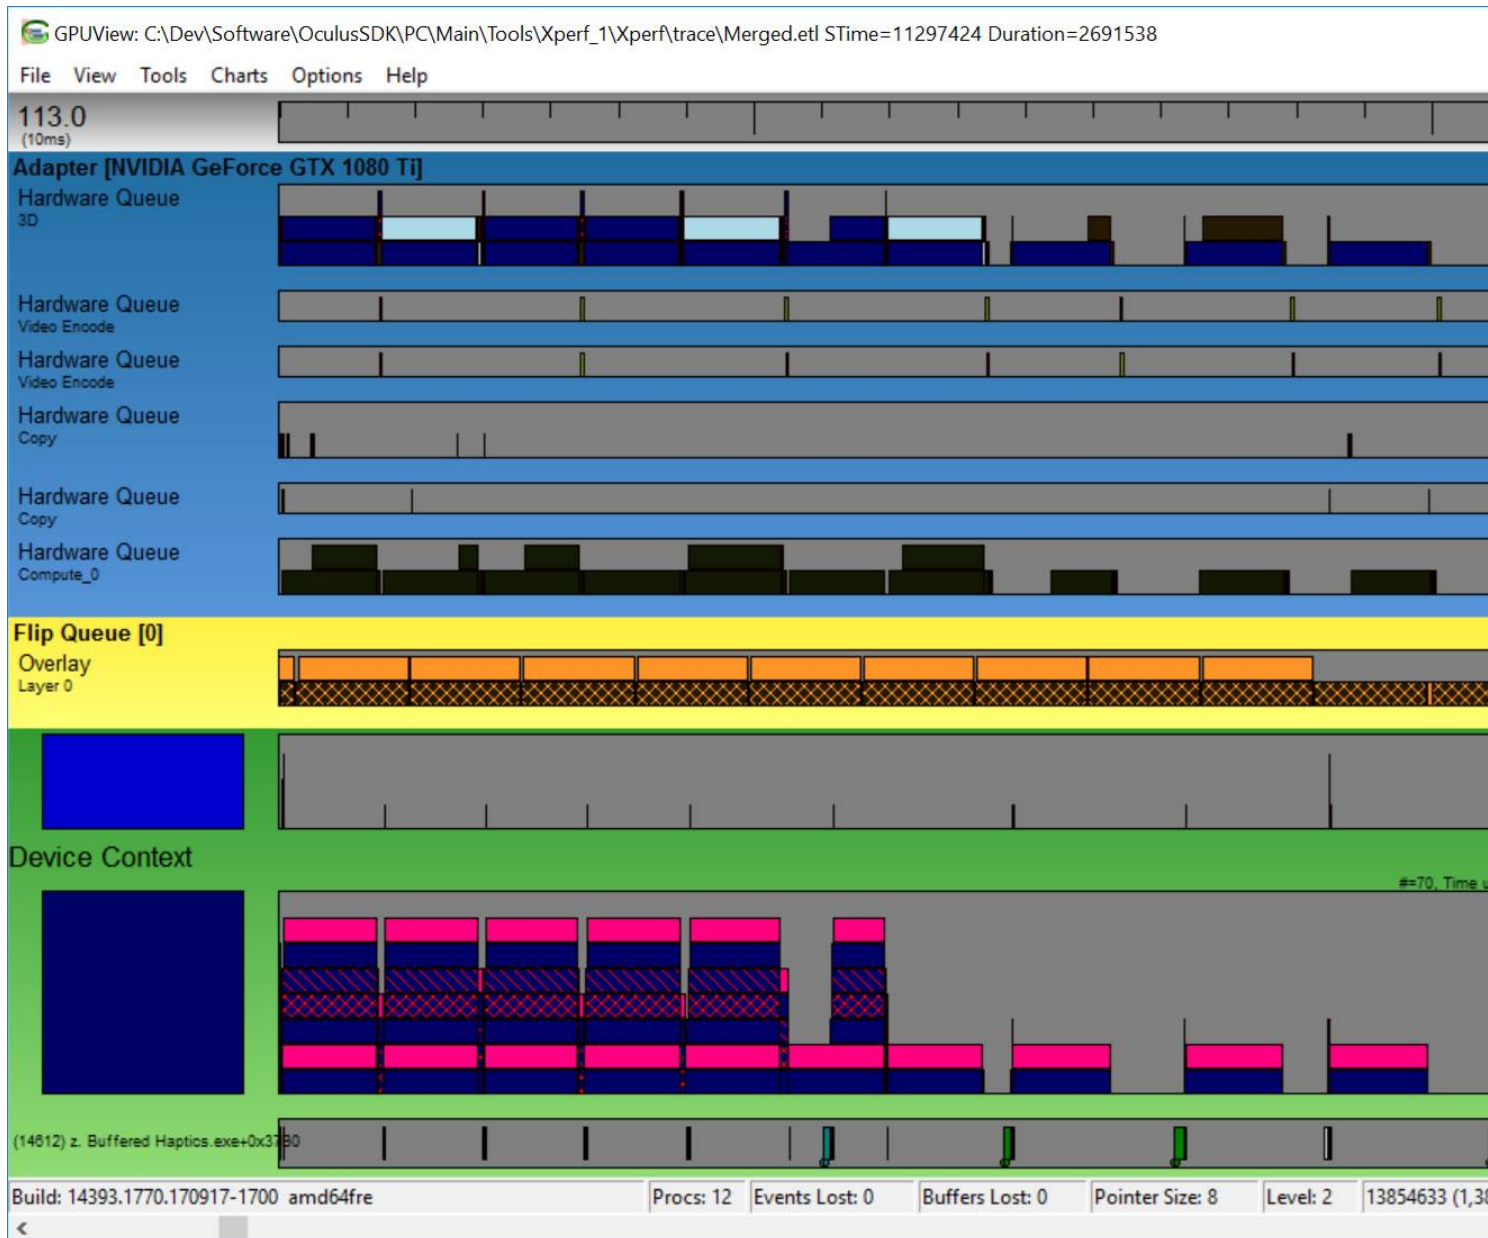 GPUView: C:\Dev\Software\OculusSDK\PC\Main\Tools\Xperf_1\Xperf\trace\Merged.etl STime=11297424 Duration=2691538
File View Tools Charts Options Help
113.0
(10ms)
Adapter [NVIDIA GeForce GTX 1080 Ti]
Hardware Queue
3D
Hardware Queue
Video Encode
Hardware Queue
Video Encode
Hardware Queue
Copy
Hardware Queue
Copy
Hardware Queue
Compute_0
Flip Queue [0]
Overlay
Layer 0
Device Context
#=70, Time
(14612) z. Buffered Haptics.exe+0x37B0
Build: 14393.1770.170917-1700 amd64fre Procs: 12 Events Lost: 0 Buffers Lost: 0 Pointer Size: 8 Level: 2 13854633 (1,38